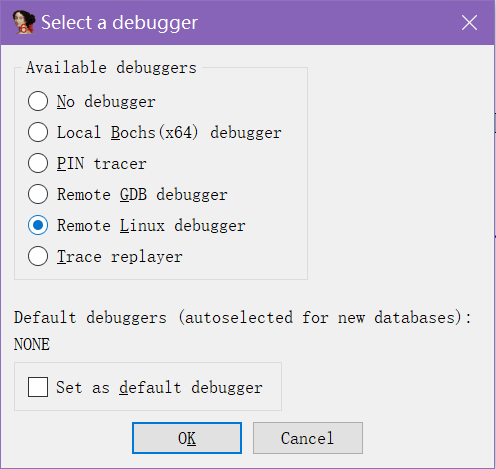 Select a debugger
Available debuggers
No debugger
Local Bochs(x64) debugger
PIN tracer
Remote GDB debugger
Remote Linux debugger
Trace replayer
Default debuggers (autoselected for new databases):
NONE
Set as default debugger
OK Cancel